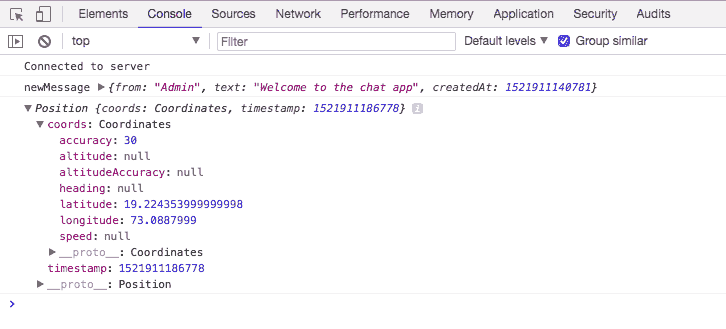 Elements Console Sources Network Performance Memory Application Security Audits
top Filter Default levels Group similar
Connected to server
newMessage {from: "Admin", text: "Welcome to the chat app", createdAt: 1521911140781}
Position {coords: Coordinates, timestamp: 1521911186778} i
coords: Coordinates
accuracy: 30
altitude: null
altitudeAccuracy: null
heading: null
latitude: 19.224353999999998
longitude: 73.0887999
speed: null
__proto__: Coordinates
timestamp: 1521911186778
__proto__: Position